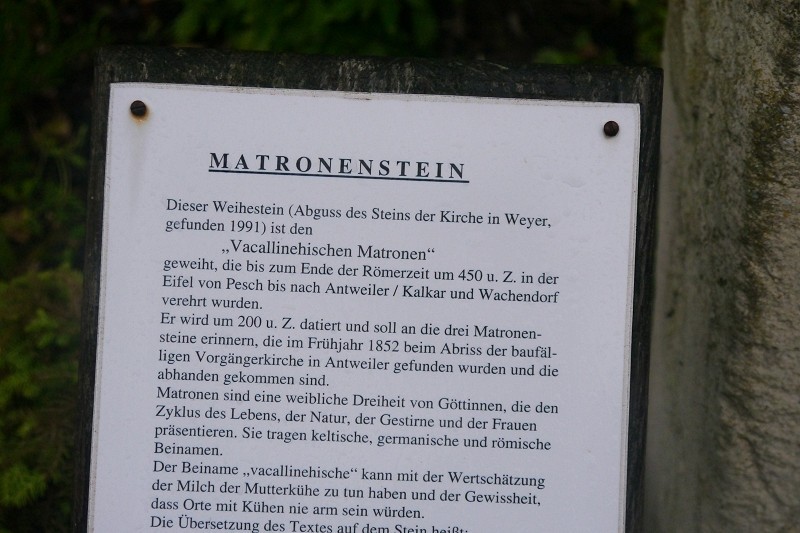 MATRONENSTEIN
Dieser Weihestein (Abguss des Steins der Kirche in Weyer,
gefunden 1991) ist den
„Vacallinehischen Matronen“
geweiht, die bis zum Ende der Römerzeit um 450 u. Z. in der
Eifel von Pesch bis nach Antweiler / Kalkar und Wachendorf
verehrt wurden.
Er wird um 200 u. Z. datiert und soll an die drei Matronen-
steine erinnern, die im Frühjahr 1852 beim Abriss der baufäl-
ligen Vorgängerkirche in Antweiler gefunden wurden und die
abhanden gekommen sind.
Matronen sind eine weibliche Dreiheit von Göttinnen, die den
Zyklus des Lebens, der Natur, der Gestirne und der Frauen
präsentieren. Sie tragen keltische, germanische und römische
Beinamen.
Der Beiname „vacallinehische“ kann mit der Wertschätzung
der Milch der Mutterkühe zu tun haben und der Gewissheit,
dass Orte mit Kühen nie arm sein würden.
Die Übersetzung des Textes auf dem Stein heißt: